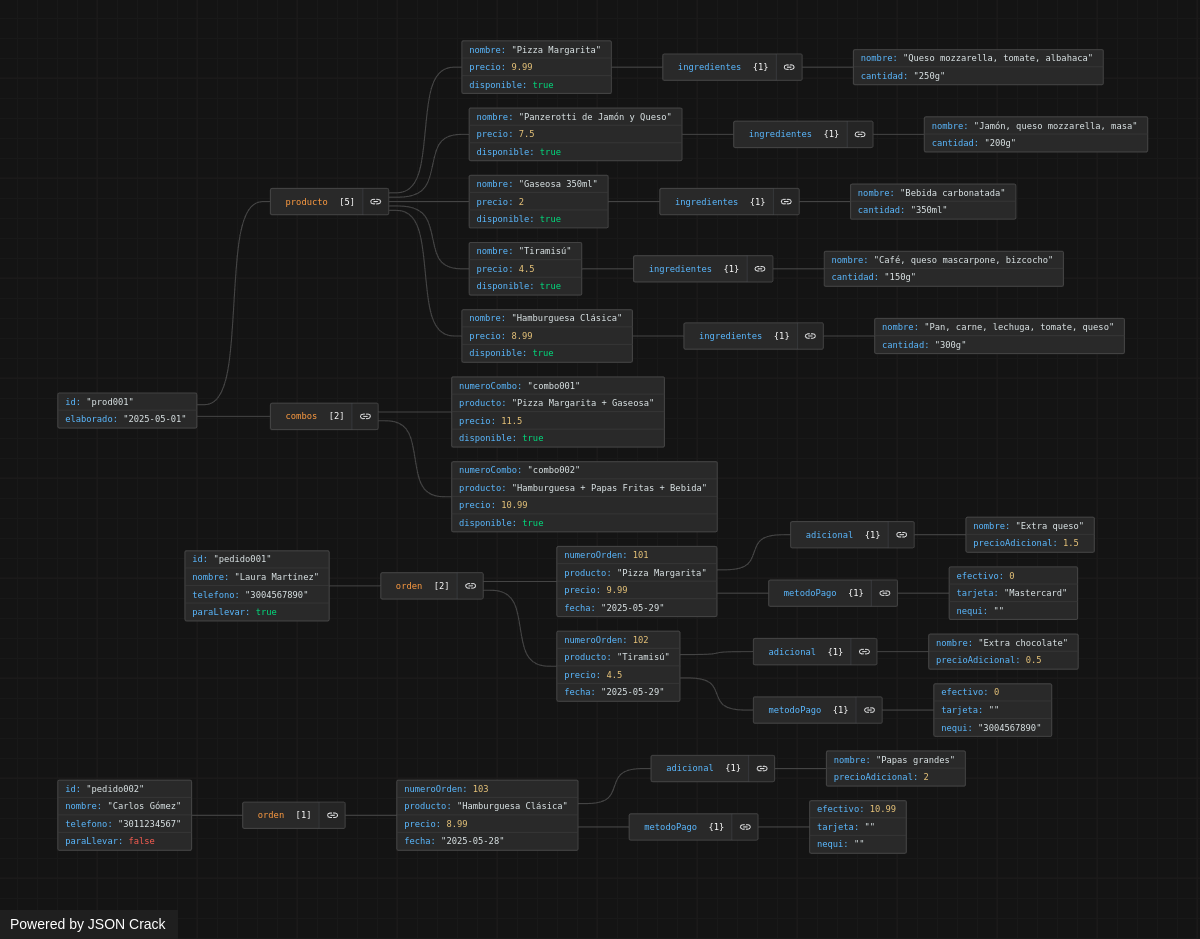 id: "prod001"
elaborado: "2025-05-01"
producto [5]
nombre: "Pizza Margarita"
precio: 9.99
disponible: true
ingredientes {1}
nombre: "Queso mozzarella, tomate, albahaca"
cantidad: "250g"
nombre: "Panzerotti de Jamón y Queso"
precio: 7.5
disponible: true
ingredientes {1}
nombre: "Jamón, queso mozzarella, masa"
cantidad: "200g"
nombre: "Gaseosa 350ml"
precio: 2
disponible: true
ingredientes {1}
nombre: "Bebida carbonatada"
cantidad: "350ml"
nombre: "Tiramisú"
precio: 4.5
disponible: true
ingredientes {1}
nombre: "Café, queso mascarpone, bizcocho"
cantidad: "150g"
nombre: "Hamburguesa Clásica"
precio: 8.99
disponible: true
ingredientes {1}
nombre: "Pan, carne, lechuga, tomate, queso"
cantidad: "300g"
combos [2]
numeroCombo: "combo001"
producto: "Pizza Margarita + Gaseosa"
precio: 11.5
disponible: true
numeroCombo: "combo002"
producto: "Hamburguesa + Papas Fritas + Bebida"
precio: 10.99
disponible: true
id: "pedido001"
nombre: "Laura Martínez"
telefono: "3004567890"
paraLlevar: true
orden [2]
numeroOrden: 101
producto: "Pizza Margarita"
precio: 9.99
fecha: "2025-05-29"
adicional {1}
nombre: "Extra queso"
precioAdicional: 1.5
metodoPago {1}
efectivo: 0
tarjeta: "Mastercard"
nequi: ""
numeroOrden: 102
producto: "Tiramisú"
precio: 4.5
fecha: "2025-05-29"
adicional {1}
nombre: "Extra chocolate"
precioAdicional: 0.5
metodoPago {1}
efectivo: 0
tarjeta: ""
nequi: "3004567890"
id: "pedido002"
nombre: "Carlos Gómez"
telefono: "3011234567"
paraLlevar: false
orden [1]
numeroOrden: 103
producto: "Hamburguesa Clásica"
precio: 8.99
fecha: "2025-05-28"
adicional {1}
nombre: "Papas grandes"
precioAdicional: 2
metodoPago {1}
efectivo: 10.99
tarjeta: ""
nequi: ""
Powered by JSON Crack